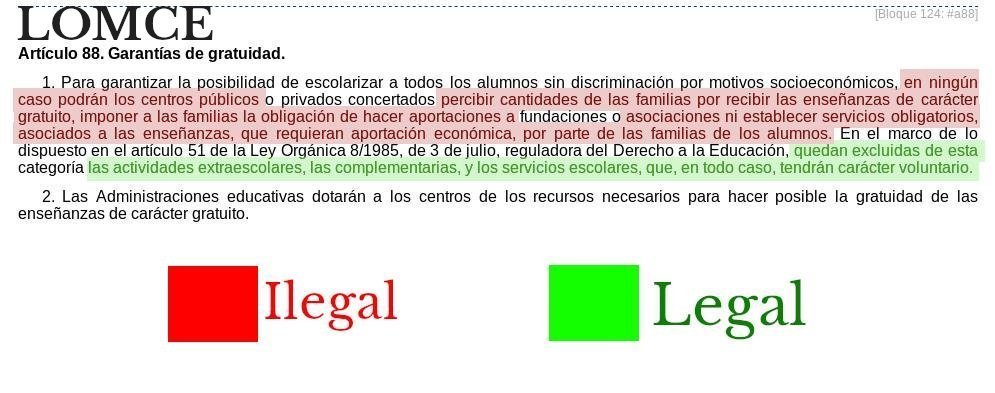 LOMCE
[Bloque 124: #a88]
Artículo 88. Garantías de gratuidad.
1. Para garantizar la posibilidad de escolarizar a todos los alumnos sin discriminación por motivos socioeconómicos, en ningún
caso podrán los centros públicos o privados concertados percibir cantidades de las familias por recibir las enseñanzas de carácter
gratuito, imponer a las familias la obligación de hacer aportaciones a fundaciones o asociaciones ni establecer servicios obligatorios,
asociados a las enseñanzas, que requieran aportación económica, por parte de las familias de los alumnos. En el marco de lo
dispuesto en el artículo 51 de la Ley Orgánica 8/1985, de 3 de julio, reguladora del Derecho a la Educación, quedan excluidas de esta
categoría las actividades extraescolares, las complementarias, y los servicios escolares, que, en todo caso, tendrán carácter voluntario.
2. Las Administraciones educativas dotarán a los centros de los recursos necesarios para hacer posible la gratuidad de las
enseñanzas de carácter gratuito.
Ilegal
Legal